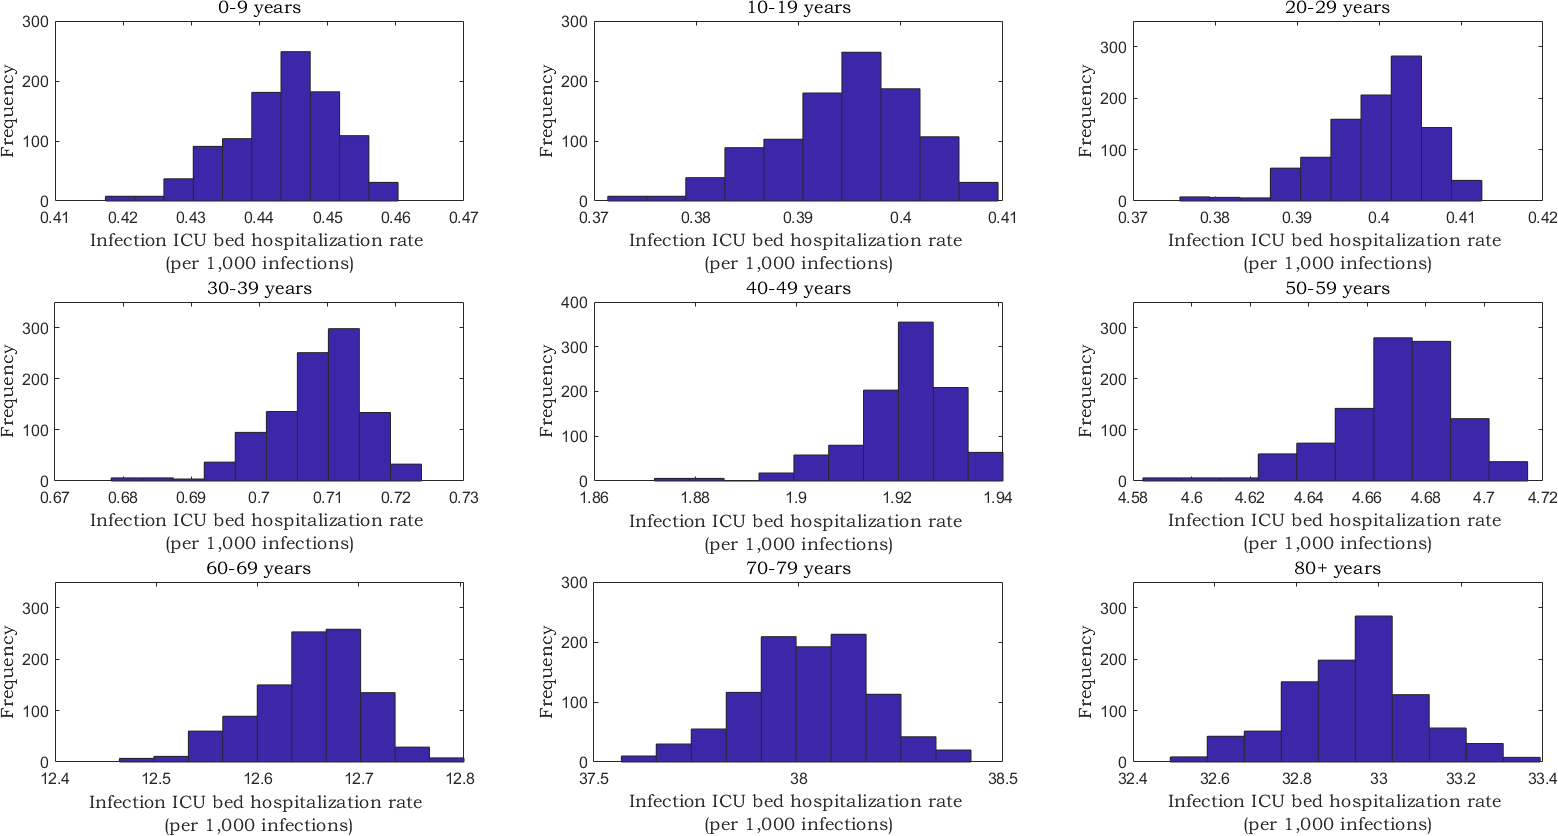 0-9 years
300
200
100
0
Frequency
0.41 0.42 0.43 0.44 0.45 0.46 0.47
Infection ICU bed hospitalization rate
(per 1,000 infections)
10-19 years
300
200
100
0
Frequency
0.37 0.38 0.39 0.4 0.41
Infection ICU bed hospitalization rate
(per 1,000 infections)
20-29 years
300
200
100
0
Frequency
0.37 0.38 0.39 0.4 0.41 0.42
Infection ICU bed hospitalization rate
(per 1,000 infections)
30-39 years
300
200
100
0
Frequency
0.67 0.68 0.69 0.7 0.71 0.72 0.73
Infection ICU bed hospitalization rate
(per 1,000 infections)
40-49 years
400
300
200
100
0
Frequency
1.86 1.88 1.9 1.92 1.94
Infection ICU bed hospitalization rate
(per 1,000 infections)
50-59 years
300
200
100
0
Frequency
4.58 4.6 4.62 4.64 4.66 4.68 4.7 4.72
Infection ICU bed hospitalization rate
(per 1,000 infections)
60-69 years
300
200
100
0
Frequency
12.4 12.5 12.6 12.7 12.8
Infection ICU bed hospitalization rate
(per 1,000 infections)
70-79 years
300
200
100
0
Frequency
37.5 38 38.5
Infection ICU bed hospitalization rate
(per 1,000 infections)
80+ years
300
200
100
0
Frequency
32.4 32.6 32.8 33 33.2 33.4
Infection ICU bed hospitalization rate
(per 1,000 infections)